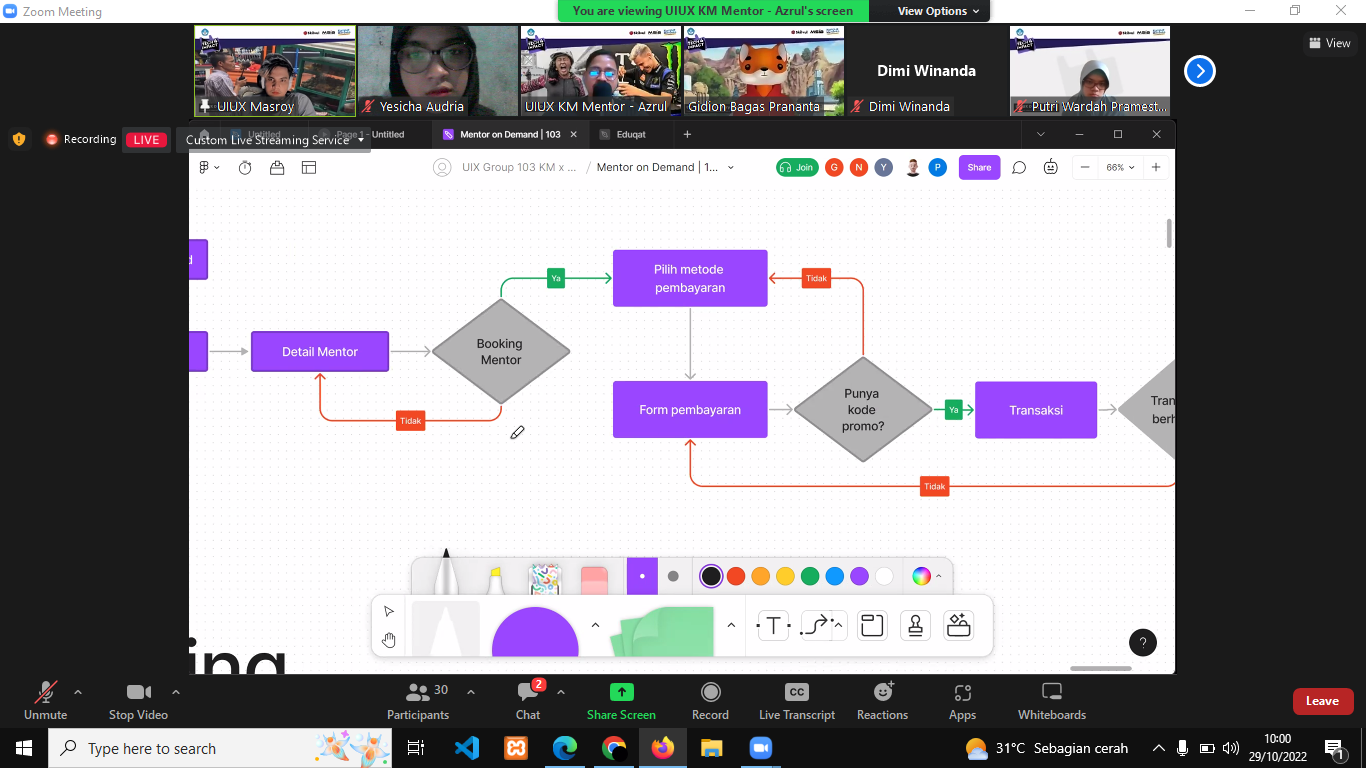 Zoom Meeting
You are viewing UIUX KM Mentor - Azrul's screen
View Options
View
UIUX Masroy
Yesicha Audria
UIUX KM Mentor - Azrul
Gidion Bagas Prananta
Dimi Winanda
Dimi Winanda
Putri Wardah Pramest...
Recording
LIVE
Custom Live Streaming Service
Untitled
Page 1 - Untitled
Mentor on Demand | 103
Eduqat
UIX Group 103 KM x ...
/ Mentor on Demand | 1...
Join
G
N
Y
P
Share
66%
d
Detail Mentor
Booking
Mentor
Ya
Tidak
Pilih metode
pembayaran
Tidak
Form pembayaran
Punya
kode
promo?
Ya
Transaksi
Tran
berh
Tidak
ing
T
?
Unmute
Stop Video
Participants
30
Chat
2
Share Screen
Record
CC
Live Transcript
Reactions
Apps
Whiteboards
Leave
Type here to search
31°C Sebagian cerah
10:00
29/10/2022
1